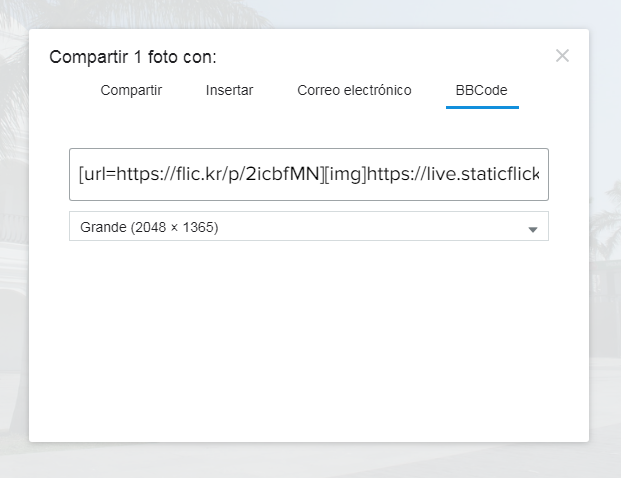 Compartir 1 foto con:
Compartir Insertar Correo electrónico BBCode
[url=https://flic.kr/p/2icbfMN][img]https://live.staticflick
Grande (2048 × 1365)